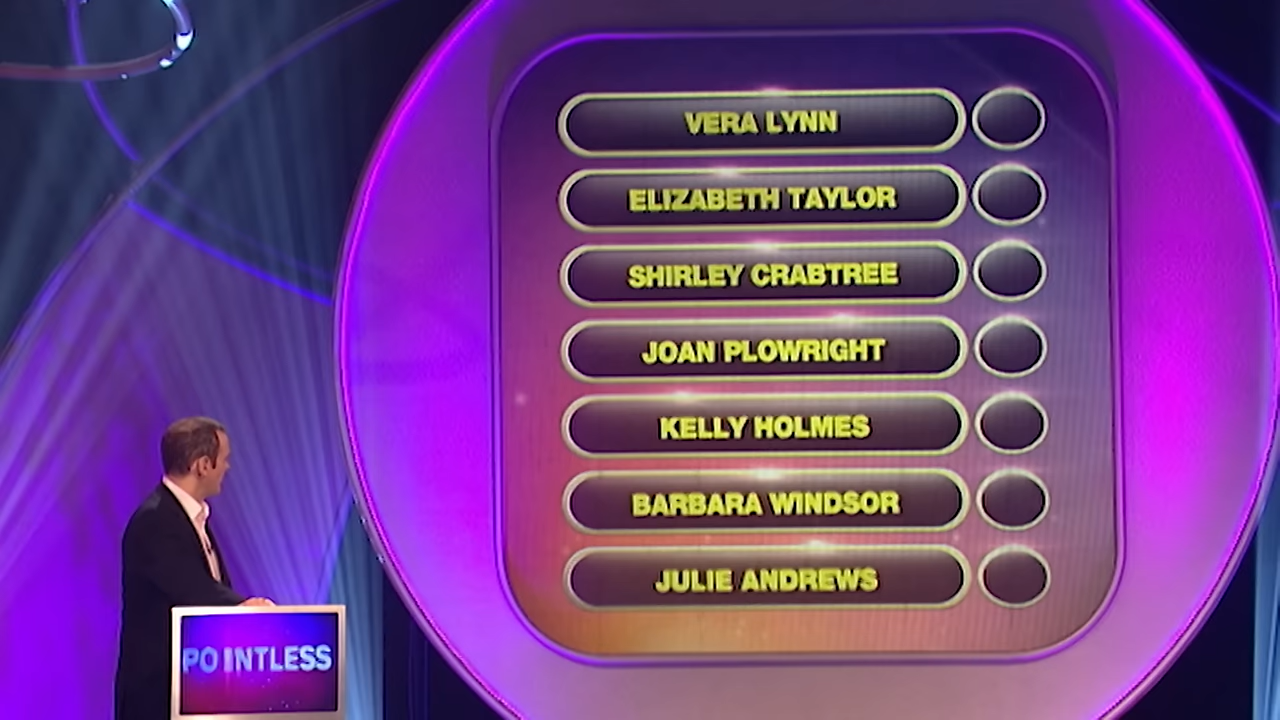 VERA LYNN
ELIZABETH TAYLOR
SHIRLEY CRABTREE
JOAN PLOWRIGHT
KELLY HOLMES
BARBARA WINDSOR
JULIE ANDREWS
POINTLESS